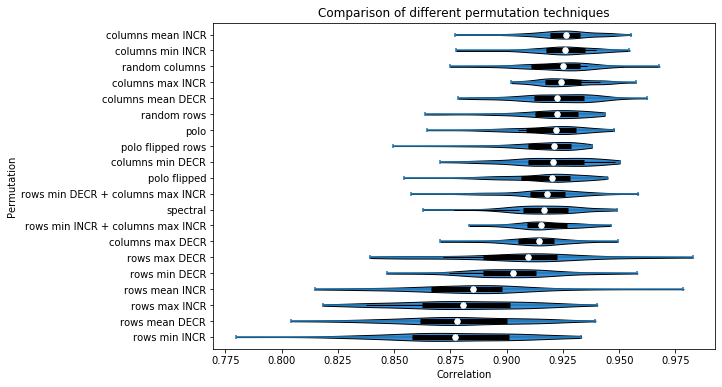 Comparison of different permutation techniques
Permutation
columns mean INCR
columns min INCR
random columns
columns max INCR
columns mean DECR
random rows
polo
polo flipped rows
columns min DECR
polo flipped
rows min DECR + columns max INCR
spectral
rows min INCR + columns max INCR
columns max DECR
rows max DECR
rows min DECR
rows mean INCR
rows max INCR
rows mean DECR
rows min INCR
0.775 0.800 0.825 0.850 0.875 0.900 0.925 0.950 0.975
Correlation